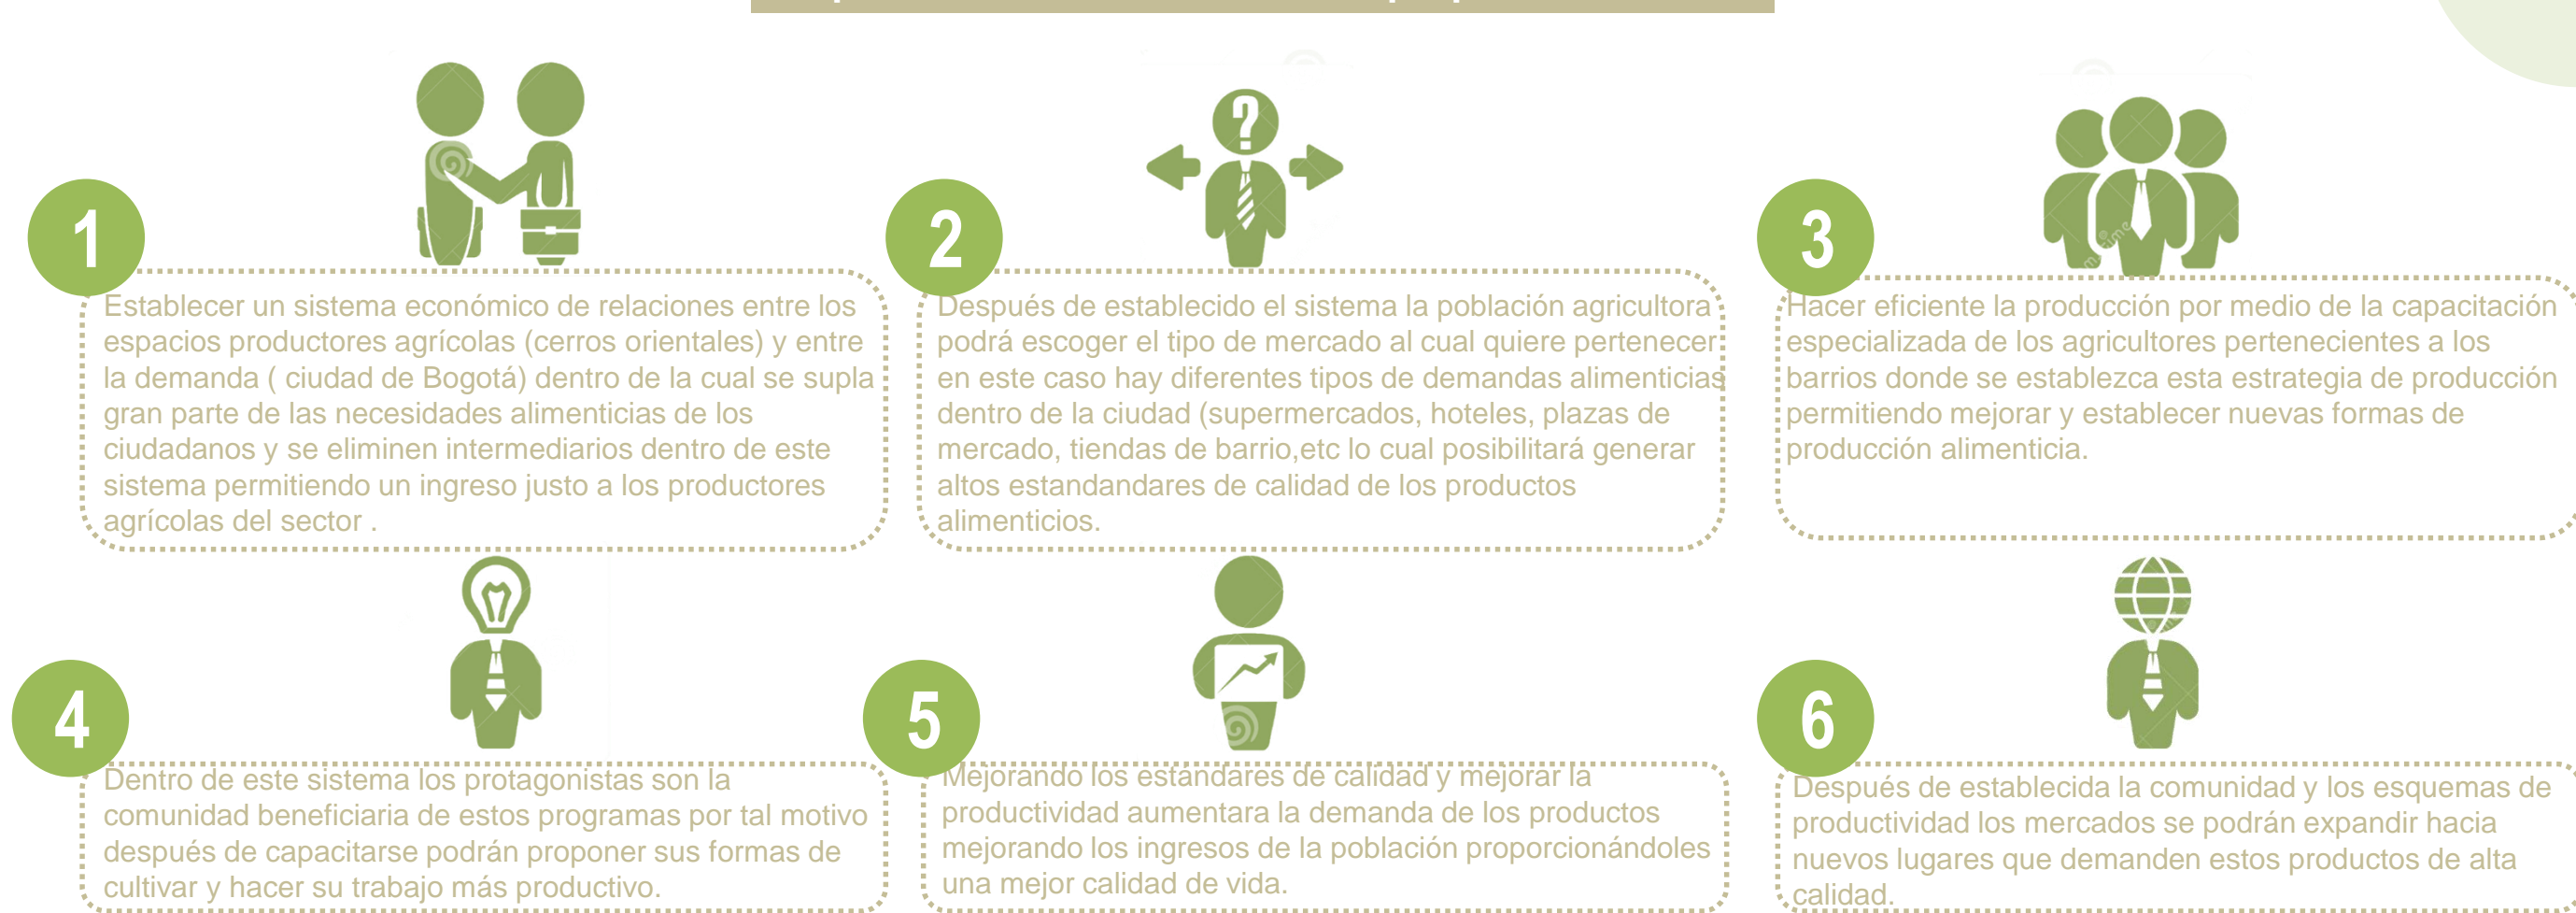 1
Establecer un sistema económico de relaciones entre los
espacios productores agrícolas (cerros orientales) y entre
la demanda ( ciudad de Bogotá) dentro de la cual se supla
gran parte de las necesidades alimenticias de los
ciudadanos y se eliminen intermediarios dentro de este
sistema permitiendo un ingreso justo a los productores
agrícolas del sector .
?
2
Después de establecido el sistema la población agricultora
podrá escoger el tipo de mercado al cual quiere pertenecer
en este caso hay diferentes tipos de demandas alimenticias
dentro de la ciudad (supermercados, hoteles, plazas de
mercado, tiendas de barrio,etc lo cual posibilitará generar
altos estandandares de calidad de los productos
alimenticios.
3
Hacer eficiente la producción por medio de la capacitación
especializada de los agricultores pertenecientes a los
barrios donde se establezca esta estrategia de producción
permitiendo mejorar y establecer nuevas formas de
producción alimenticia.
4
Dentro de este sistema los protagonistas son la
comunidad beneficiaria de estos programas por tal motivo
después de capacitarse podrán proponer sus formas de
cultivar y hacer su trabajo más productivo.
5
Mejorando los estándares de calidad y mejorar la
productividad aumentara la demanda de los productos
mejorando los ingresos de la población proporcionándoles
una mejor calidad de vida.
6
Después de establecida la comunidad y los esquemas de
productividad los mercados se podrán expandir hacia
nuevos lugares que demanden estos productos de alta
calidad.